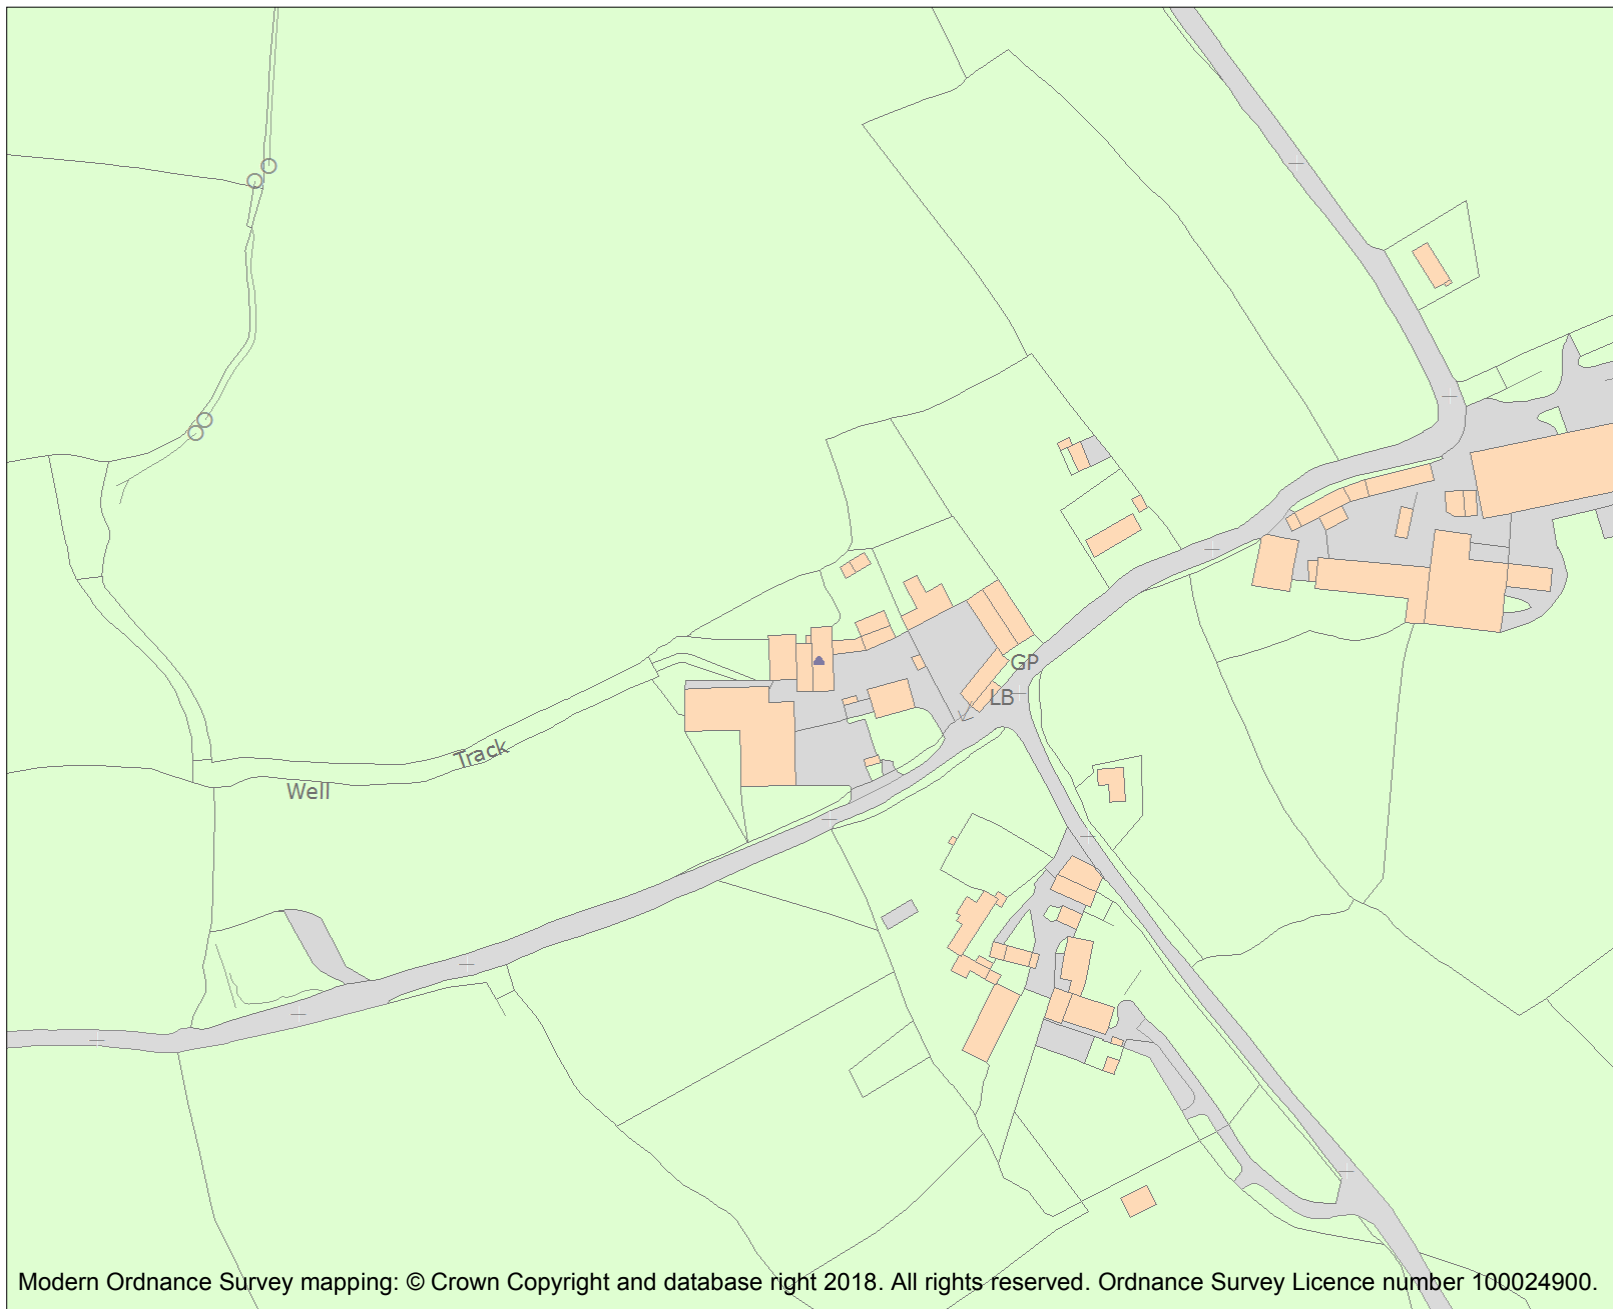 GP
LB
Track
Well
Modern Ordnance Survey mapping: © Crown Copyright and database right 2018. All rights reserved. Ordnance Survey Licence number 100024900.